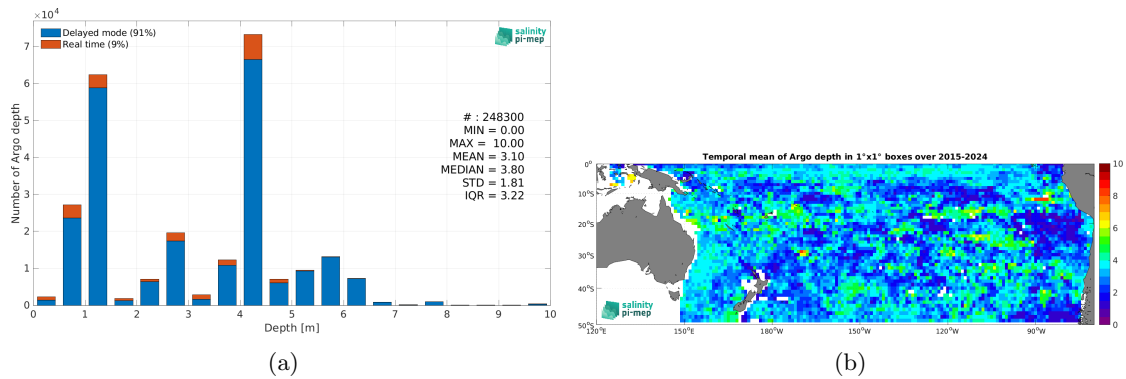 ×10⁴
Delayed mode (91%)
Real time (9%)
salinity
pi-mep
# : 248300
MIN = 0.00
MAX = 10.00
MEAN = 3.10
MEDIAN = 3.80
STD = 1.81
IQR = 3.22
Number of Argo depth
7
6
5
4
3
2
1
0
0 1 2 3 4 5 6 7 8 9 10
Depth [m]
(a)
Temporal mean of Argo depth in 1°x1° boxes over 2015-2024
0°
10°S
20°S
30°S
40°S
50°S
120°E 150°E 180°W 150°W 120°W 90°W
10
8
6
4
2
0
salinity
pi-mep
(b)